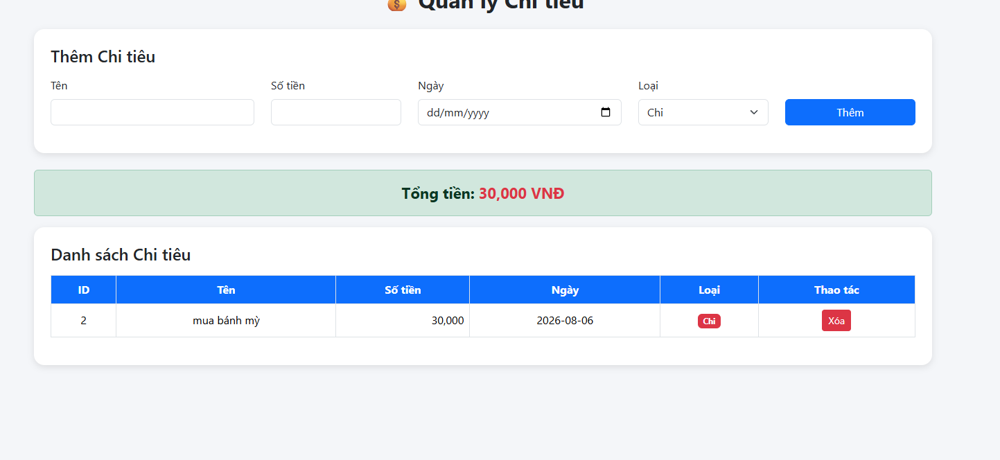 Quản lý Chi tiêu
Thêm Chi tiêu
Tên Số tiền Ngày Loại
dd/mm/yyyy Chi Thêm
Tổng tiền: 30,000 VNĐ
Danh sách Chi tiêu
ID Tên Số tiền Ngày Loại Thao tác
2 mua bánh mỳ 30,000 2026-08-06 Chi Xóa